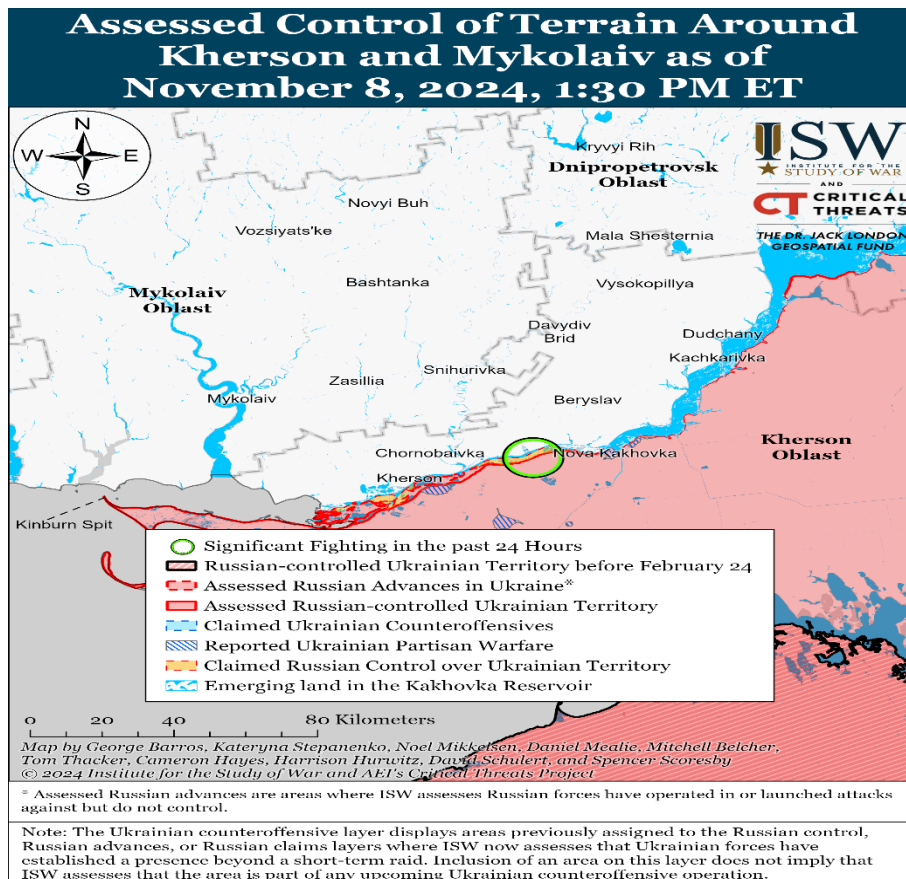 Assessed Control of Terrain Around
Kherson and Mykolaiv as of
November 8, 2024, 1:30 PM ET
N
W E
S
ISW
INSTITUTE FOR THE
STUDY OF WAR
AND
CT CRITICAL
THREATS
THE DR. JACK LONDON
GEOSPATIAL FUND
Kryvyi Rih
Dnipropetrovsk
Oblast
Novyi Buh
Vozsiyats'ke
Mala Shesternia
Bashtanka
Vysokopillya
Mykolaiv
Oblast
Davydiv
Brid
Dudchany
Kachkarivka
Snihurivka
Zasillia
Mykolaiv
Beryslav
Kherson
Oblast
Chornobaivka
Nova Kakhovka
Kherson
Kinburn Spit
Significant Fighting in the past 24 Hours
Russian-controlled Ukrainian Territory before February 24
Assessed Russian Advances in Ukraine*
Assessed Russian-controlled Ukrainian Territory
Claimed Ukrainian Counteroffensives
Reported Ukrainian Partisan Warfare
Claimed Russian Control over Ukrainian Territory
Emerging land in the Kakhovka Reservoir
0 20 40 80 Kilometers
Map by George Barros, Kateryna Stepanenko, Noel Mikkelsen, Daniel Mealie, Mitchell Belcher,
Tom Thacker, Cameron Hayes, Harrison Hurwitz, David Schulert, and Spencer Scoresby
© 2024 Institute for the Study of War and AEI's Critical Threats Project
* Assessed Russian advances are areas where ISW assesses Russian forces have operated in or launched attacks
against but do not control.
Note: The Ukrainian counteroffensive layer displays areas previously assigned to the Russian control,
Russian advances, or Russian claims layers where ISW now assesses that Ukrainian forces have
established a presence beyond a short-term raid. Inclusion of an area on this layer does not imply that
ISW assesses that the area is part of any upcoming Ukrainian counteroffensive operation.